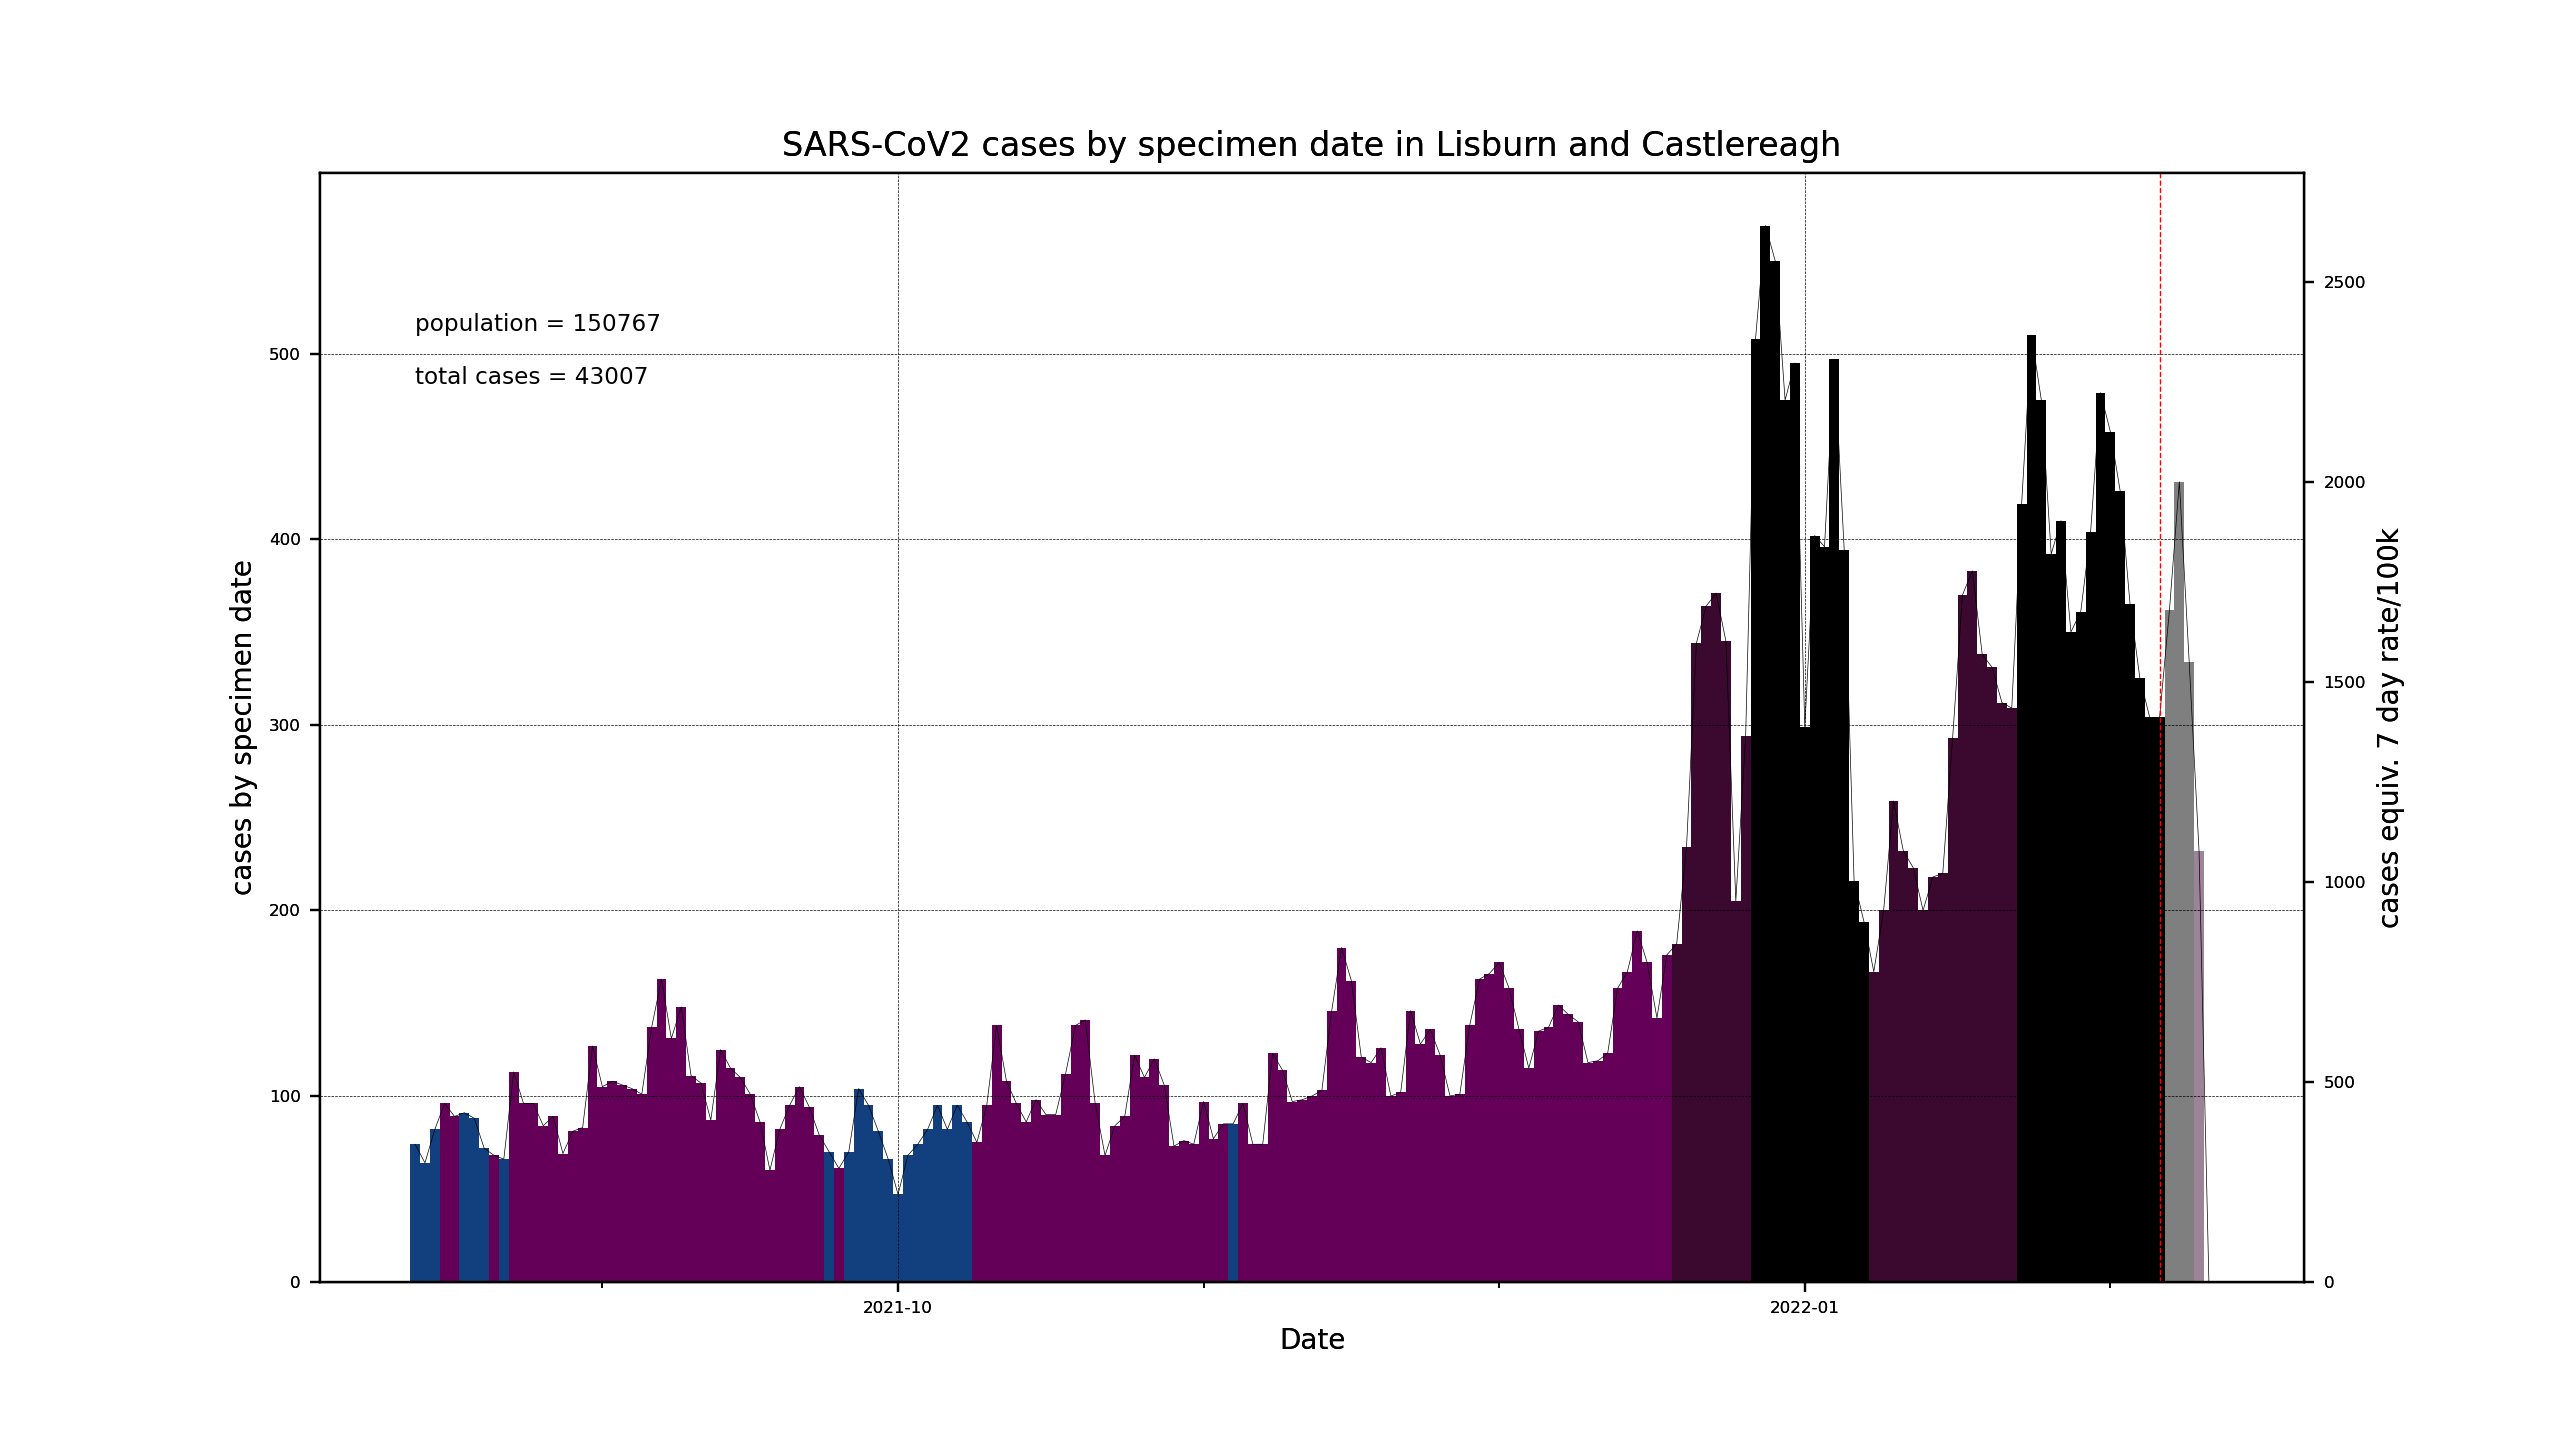 SARS-CoV2 cases by specimen date in Lisburn and Castlereagh
population = 150767
total cases = 43007
cases by specimen date
500
400
300
200
100
0
2500
2000
1500
1000
500
0
cases equiv. 7 day rate/100k
2021-10
2022-01
Date